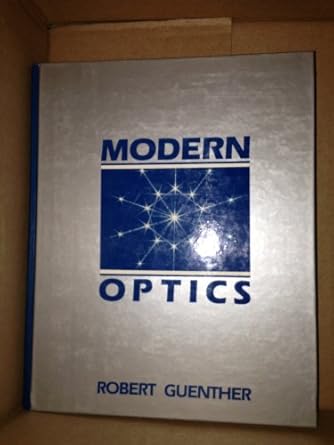 MODERN
OPTICS
ROBERT GUENTHER